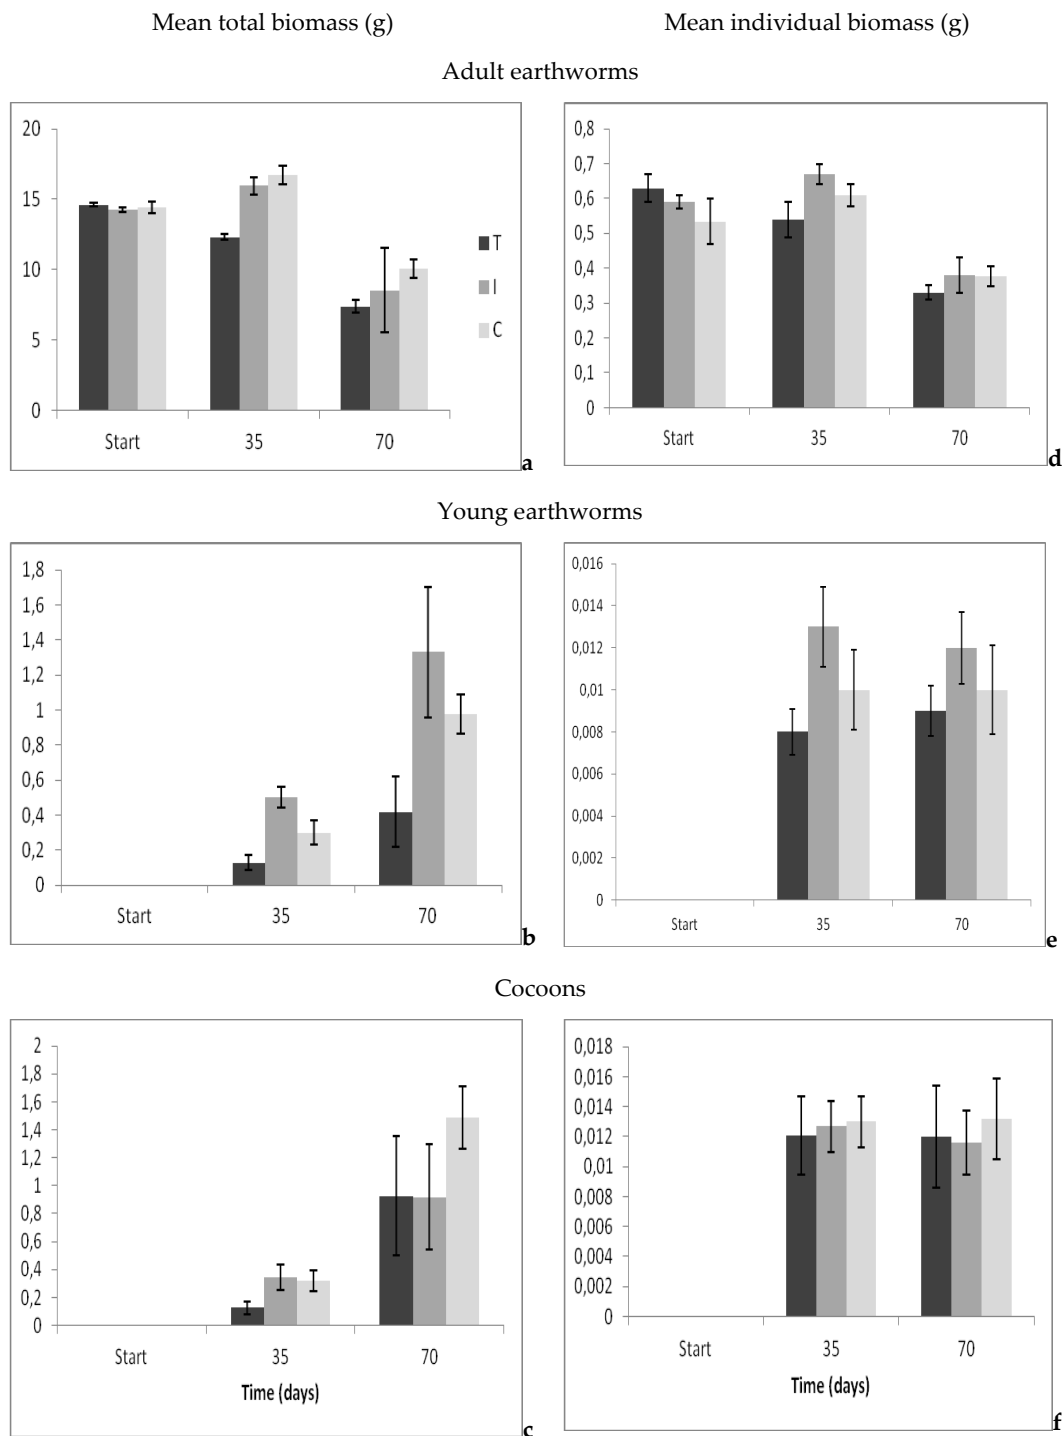 Mean total biomass (g)
Mean individual biomass (g)
Adult earthworms
20
15
10
5
0
Start 35 70
T
I
C
a
0,8
0,7
0,6
0,5
0,4
0,3
0,2
0,1
0
Start 35 70
d
Young earthworms
1,8
1,6
1,4
1,2
1
0,8
0,6
0,4
0,2
0
Start 35 70
b
0,016
0,014
0,012
0,01
0,008
0,006
0,004
0,002
0
Start 35 70
e
Cocoons
2
1,8
1,6
1,4
1,2
1
0,8
0,6
0,4
0,2
0
Start 35 70
Time (days)
c
0,018
0,016
0,014
0,012
0,01
0,008
0,006
0,004
0,002
0
Start 35 70
Time (days)
f